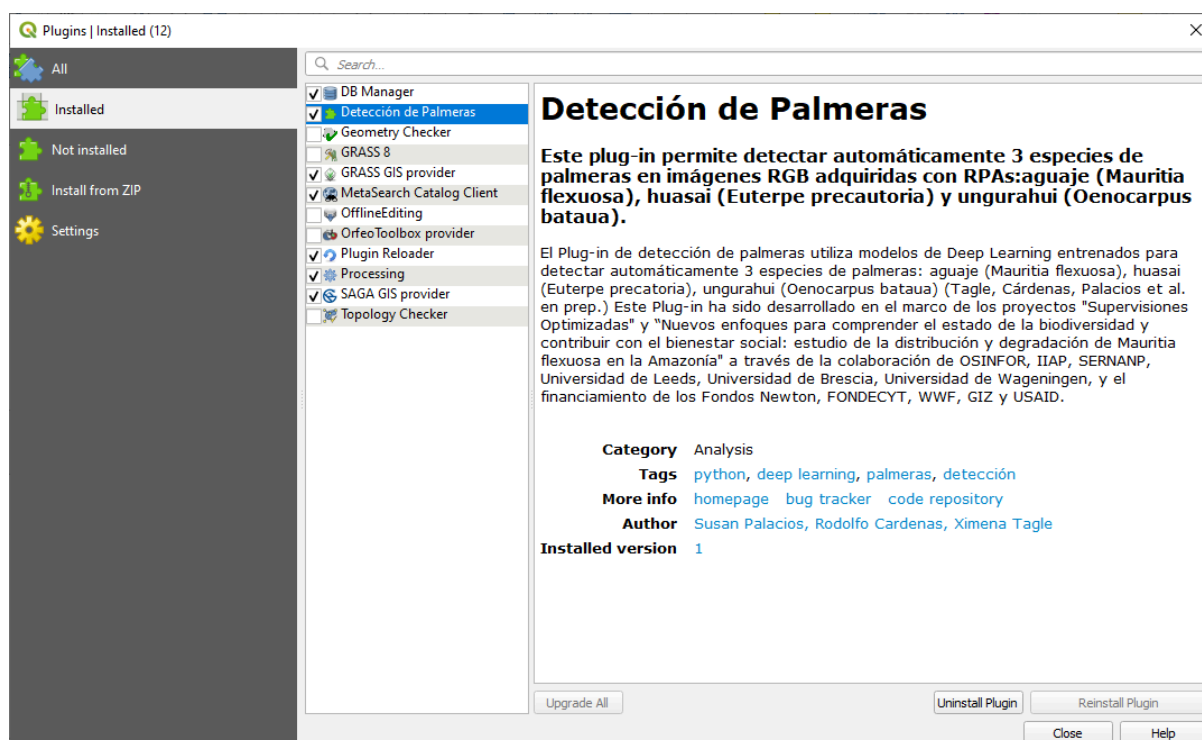 Plugins | Installed (12)
All
Installed
Not installed
Install from ZIP
Settings
Search...
DB Manager
Detección de Palmeras
Geometry Checker
GRASS 8
GRASS GIS provider
MetaSearch Catalog Client
OfflineEditing
OrfeoToolbox provider
Plugin Reloader
Processing
SAGA GIS provider
Topology Checker
Detección de Palmeras
Este plug-in permite detectar automáticamente 3 especies de
palmeras en imágenes RGB adquiridas con RPAs:aguaje (Mauritia
flexuosa), huasai (Euterpe precautoria) y ungurahui (Oenocarpus
bataua).
El Plug-in de detección de palmeras utiliza modelos de Deep Learning entrenados para
detectar automáticamente 3 especies de palmeras: aguaje (Mauritia flexuosa), huasai
(Euterpe precatoria), ungurahui (Oenocarpus bataua) (Tagle, Cárdenas, Palacios et al.
en prep.) Este Plug-in ha sido desarrollado en el marco de los proyectos "Supervisiones
Optimizadas" y “Nuevos enfoques para comprender el estado de la biodiversidad y
contribuir con el bienestar social: estudio de la distribución y degradación de Mauritia
flexuosa en la Amazonía" a través de la colaboración de OSINFOR, IIAP, SERNANP,
Universidad de Leeds, Universidad de Brescia, Universidad de Wageningen, y el
financiamiento de los Fondos Newton, FONDECYT, WWF, GIZ y USAID.
Category Analysis
Tags python, deep learning, palmeras, detección
More info homepage bug tracker code repository
Author Susan Palacios, Rodolfo Cardenas, Ximena Tagle
Installed version 1
Upgrade All Uninstall Plugin Reinstall Plugin
Close Help